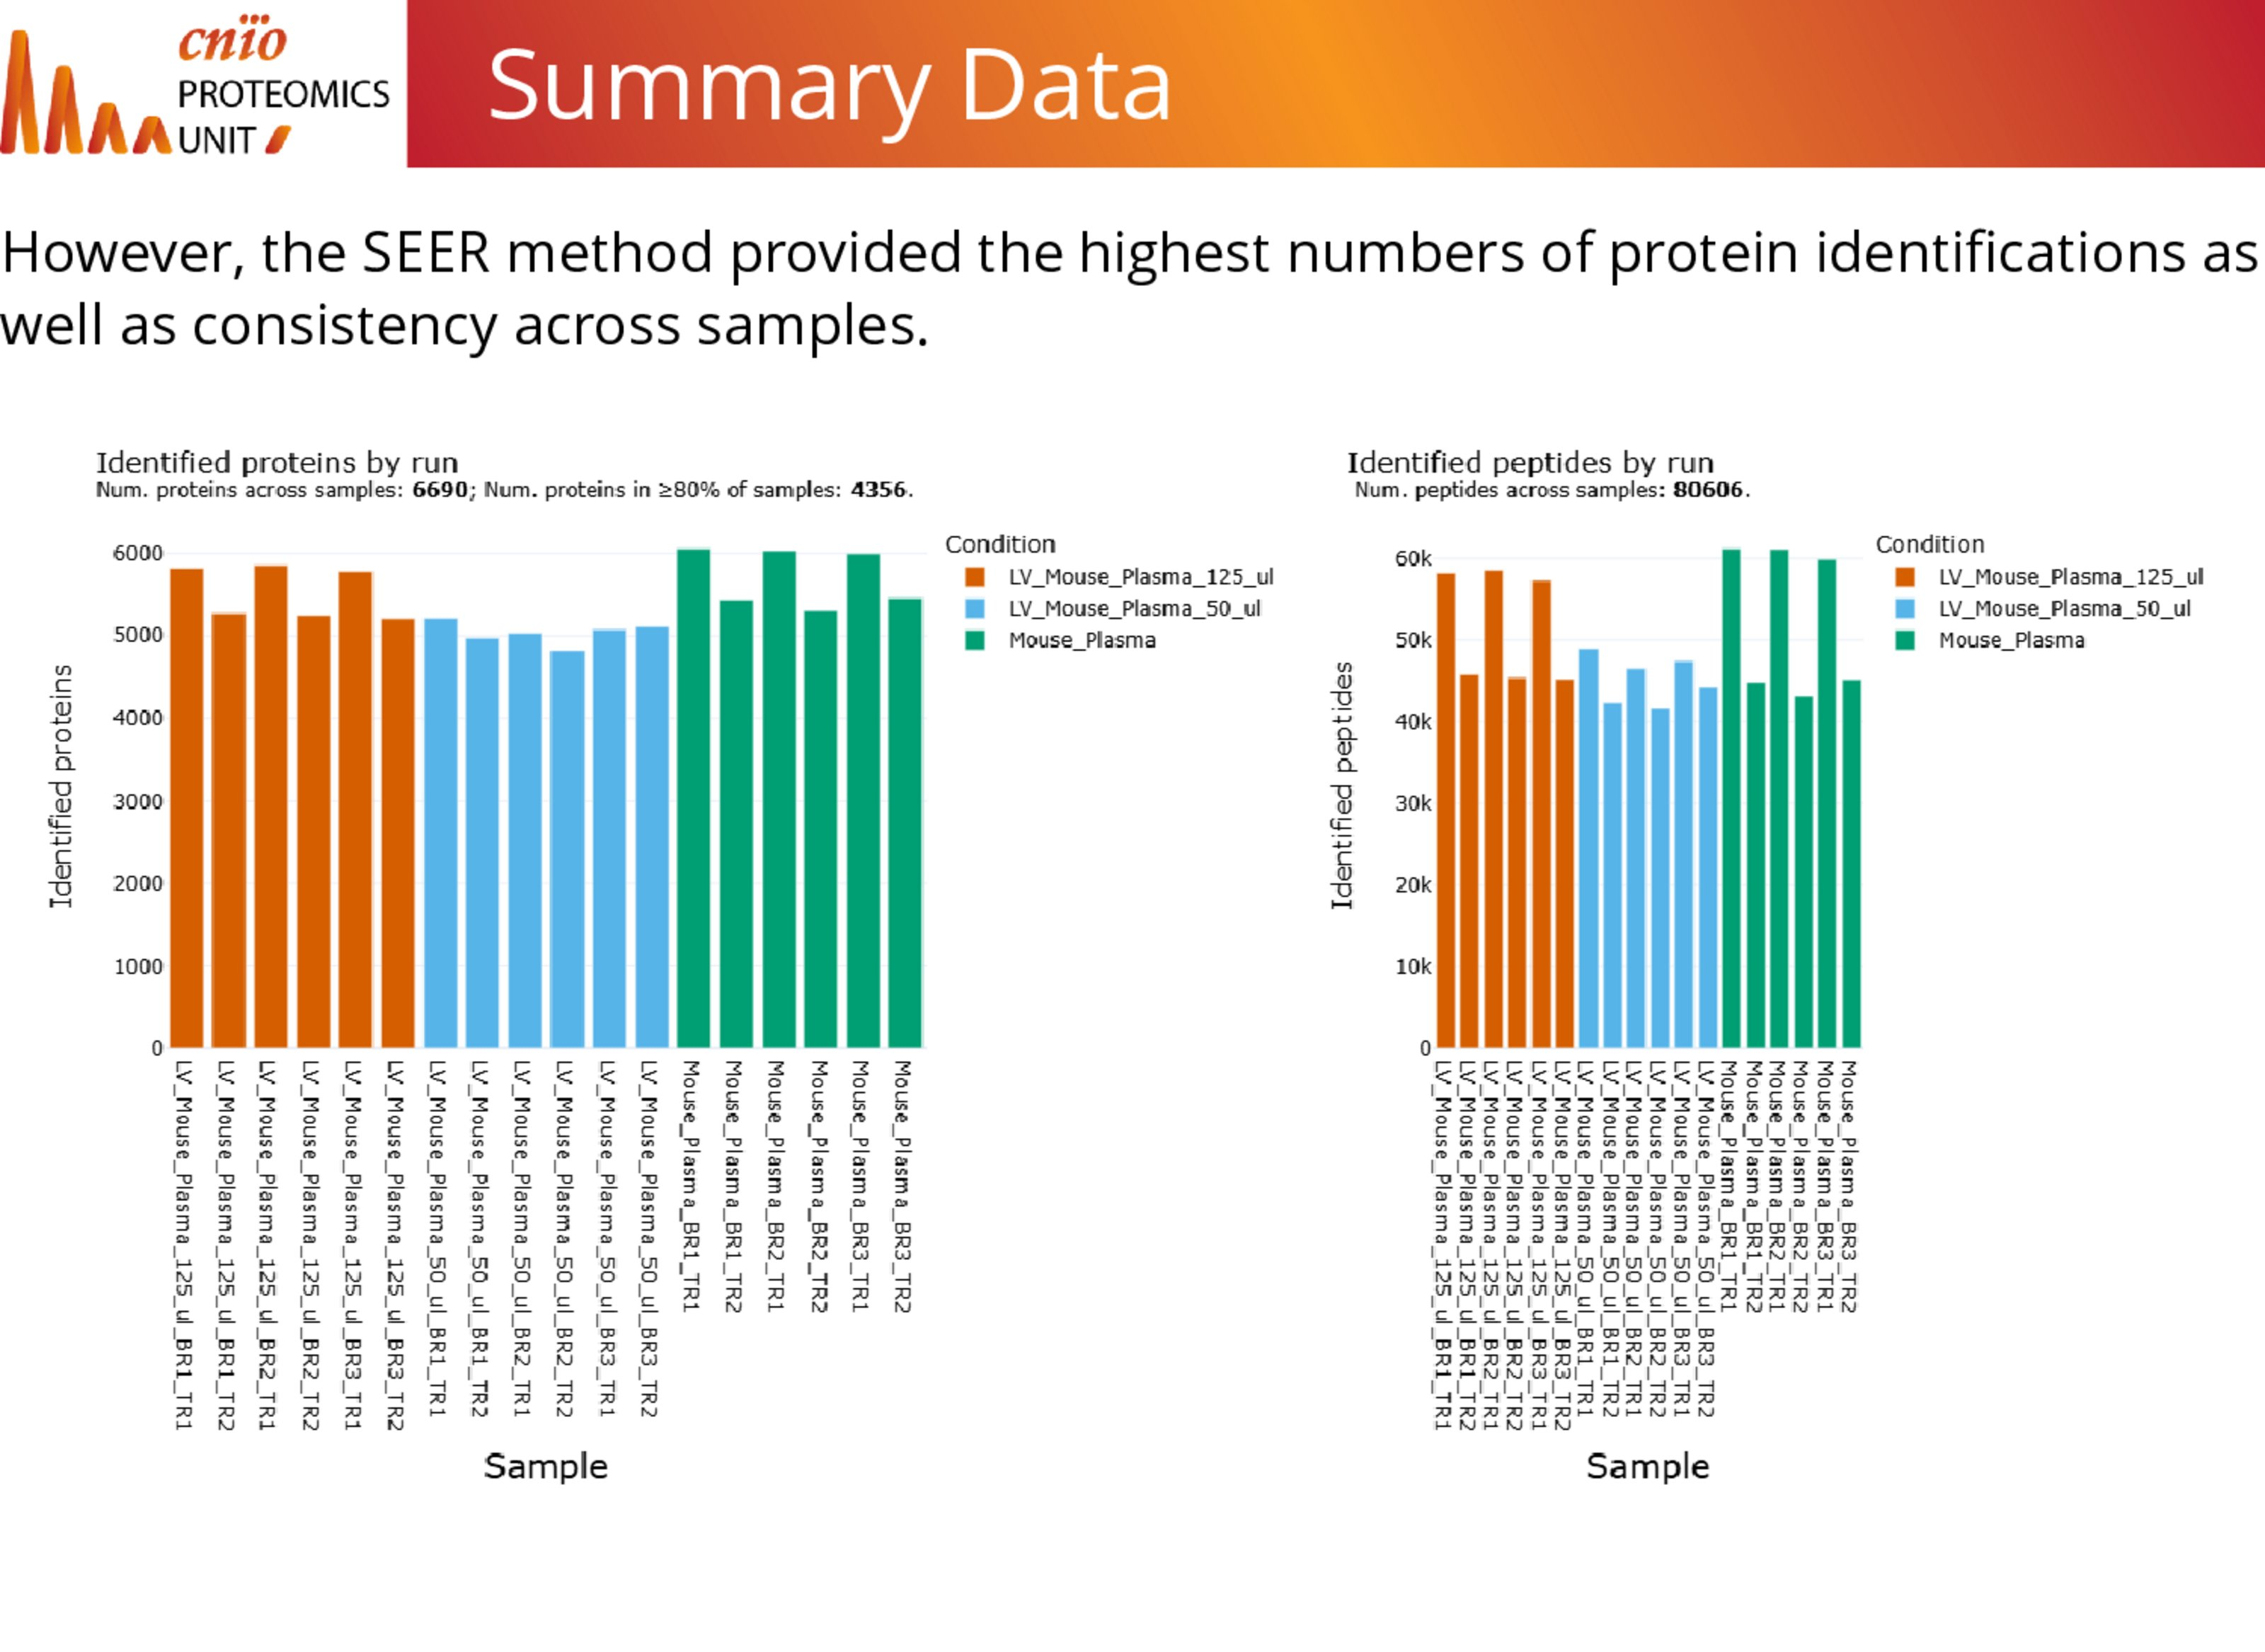 cnio
PROTEOMICS
UNIT
Summary Data
However, the SEER method provided the highest numbers of protein identifications as
well as consistency across samples.
Identified proteins by run
Num. proteins across samples: 6690; Num. proteins in ≥80% of samples: 4356.
Identified proteins
6000
5000
4000
3000
2000
1000
0
LV_Mouse_Plasma_125_ul_BR1_TR1
LV_Mouse_Plasma_125_ul_BR1_TR2
LV_Mouse_Plasma_125_ul_BR2_TR1
LV_Mouse_Plasma_125_ul_BR2_TR2
LV_Mouse_Plasma_125_ul_BR3_TR1
LV_Mouse_Plasma_125_ul_BR3_TR2
LV_Mouse_Plasma_50_ul_BR1_TR1
LV_Mouse_Plasma_50_ul_BR1_TR2
LV_Mouse_Plasma_50_ul_BR2_TR1
LV_Mouse_Plasma_50_ul_BR2_TR2
LV_Mouse_Plasma_50_ul_BR3_TR1
LV_Mouse_Plasma_50_ul_BR3_TR2
Mouse_Plasma_BR1_TR1
Mouse_Plasma_BR1_TR2
Mouse_Plasma_BR2_TR1
Mouse_Plasma_BR2_TR2
Mouse_Plasma_BR3_TR1
Mouse_Plasma_BR3_TR2
Sample
Condition
LV_Mouse_Plasma_125_ul
LV_Mouse_Plasma_50_ul
Mouse_Plasma
Identified peptides by run
Num. peptides across samples: 80606.
Identified peptides
60k
50k
40k
30k
20k
10k
0
LV_Mouse_Plasma_125_ul_BR1_TR1
LV_Mouse_Plasma_125_ul_BR1_TR2
LV_Mouse_Plasma_125_ul_BR2_TR1
LV_Mouse_Plasma_125_ul_BR2_TR2
LV_Mouse_Plasma_125_ul_BR3_TR1
LV_Mouse_Plasma_125_ul_BR3_TR2
LV_Mouse_Plasma_50_ul_BR1_TR1
LV_Mouse_Plasma_50_ul_BR1_TR2
LV_Mouse_Plasma_50_ul_BR2_TR1
LV_Mouse_Plasma_50_ul_BR2_TR2
LV_Mouse_Plasma_50_ul_BR3_TR1
LV_Mouse_Plasma_50_ul_BR3_TR2
Mouse_Plasma_BR1_TR1
Mouse_Plasma_BR1_TR2
Mouse_Plasma_BR2_TR1
Mouse_Plasma_BR2_TR2
Mouse_Plasma_BR3_TR1
Mouse_Plasma_BR3_TR2
Sample
Condition
LV_Mouse_Plasma_125_ul
LV_Mouse_Plasma_50_ul
Mouse_Plasma